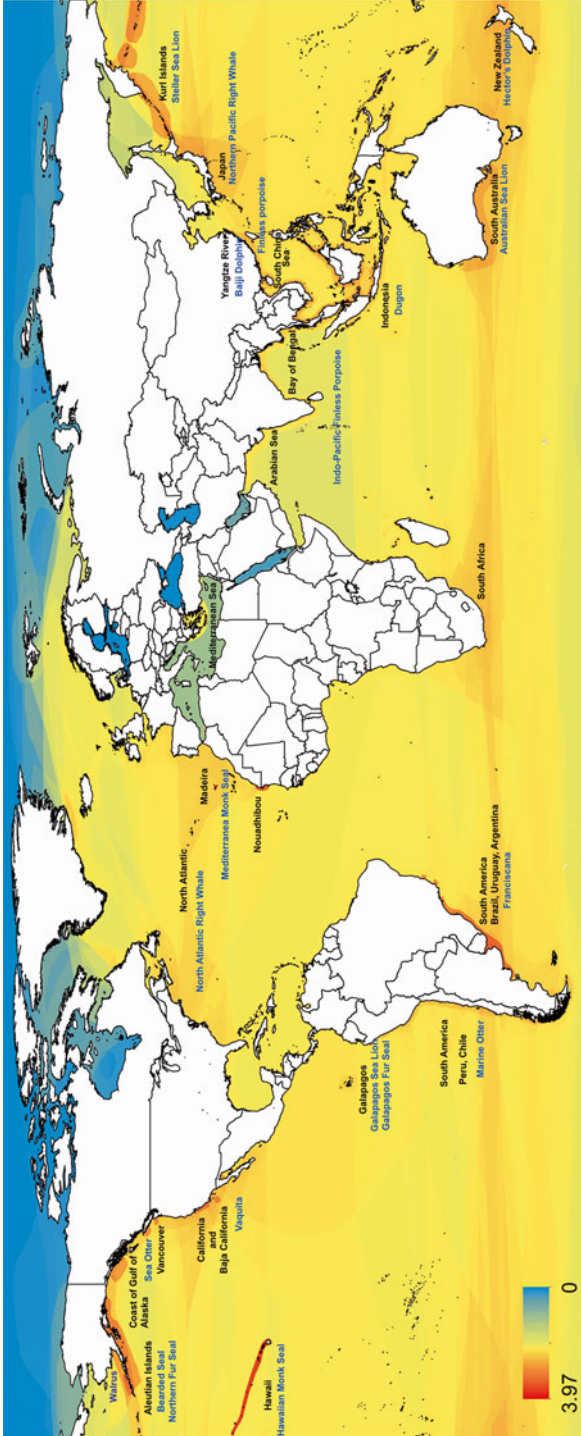 Walrus
Aleutian Islands
Bearded Seal
Northern Fur Seal
Coast of Gulf of
Alaska
Sea Otter
Vancouver
California
and
Baja California
Vaquita
Hawaii
Hawaiian Monk Seal
North Atlantic
North Atlantic Right Whale
Madeira
Mediterranea Monk Seal
Nouadhibou
Galapagos
Galapagos Sea Lion
Galapagos Fur Seal
South America
Peru, Chile
Marine Otter
South America
Brazil, Uruguay, Argentina
Franciscana
Mediterranean Sea
South Africa
Arabian Sea
Indo-Pacific Finless Porpoise
Bay of Bengal
Yangtze River
Baiji Dolphin
Finless porpoise
South China
Sea
Indonesia
Dugon
Japan
Northern Pacific Right Whale
Kuril Islands
Steller Sea Lion
South Australia
Australian Sea Lion
New Zealand
Hector's Dolphin
3.97
0